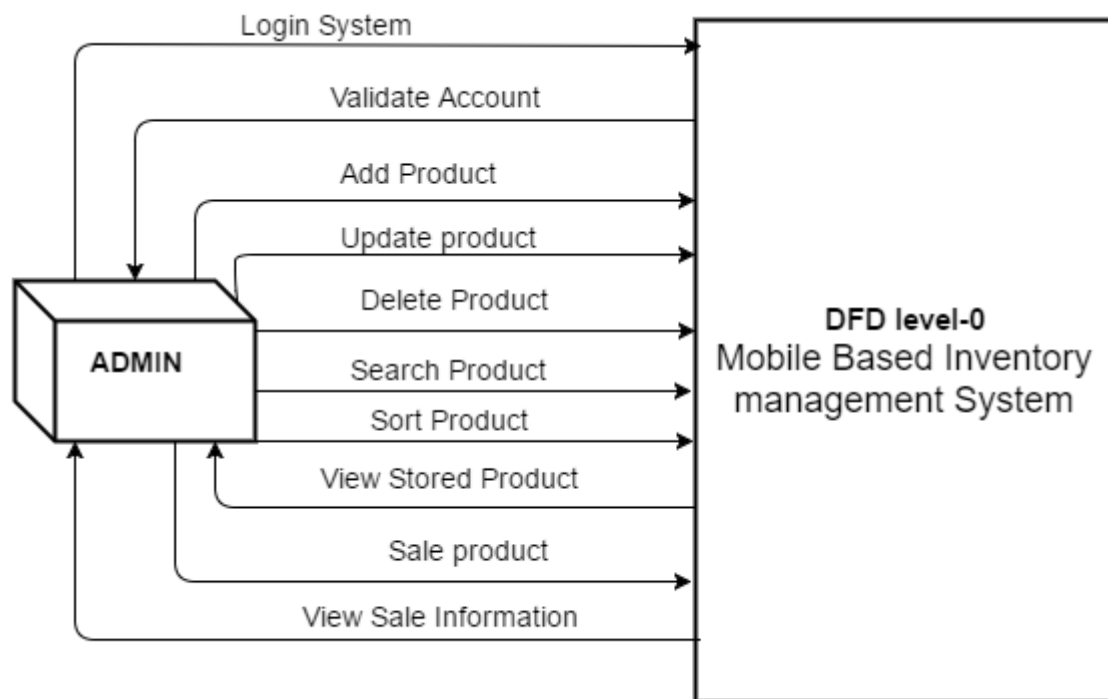 Login System
Validate Account
Add Product
Update product
Delete Product
DFD level-0
Mobile Based Inventory
management System
ADMIN
Search Product
Sort Product
View Stored Product
Sale product
View Sale Information